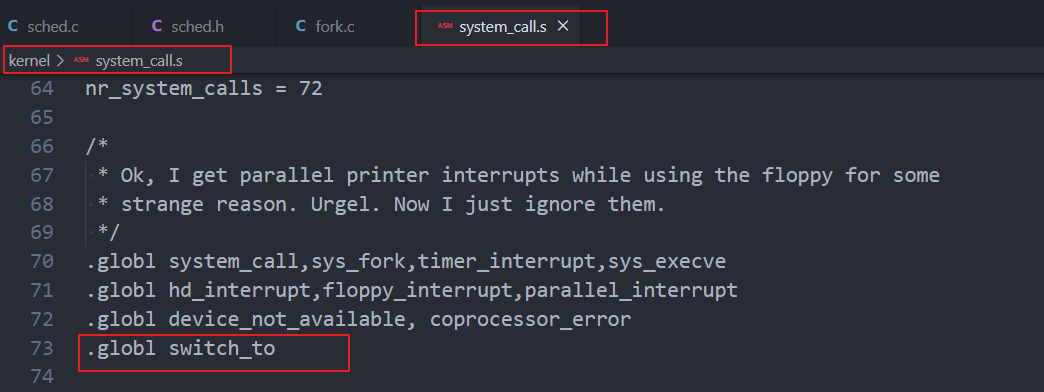 C sched.c C sched.h C fork.c ASM system_call.s ×
kernel > ASM system_call.s
64 nr_system_calls = 72
65
66 /*
67 * Ok, I get parallel printer interrupts while using the floppy for some
68 * strange reason. Urgel. Now I just ignore them.
69 */
70 .globl system_call,sys_fork,timer_interrupt,sys_execve
71 .globl hd_interrupt,floppy_interrupt,parallel_interrupt
72 .globl device_not_available, coprocessor_error
73 .globl switch_to
74